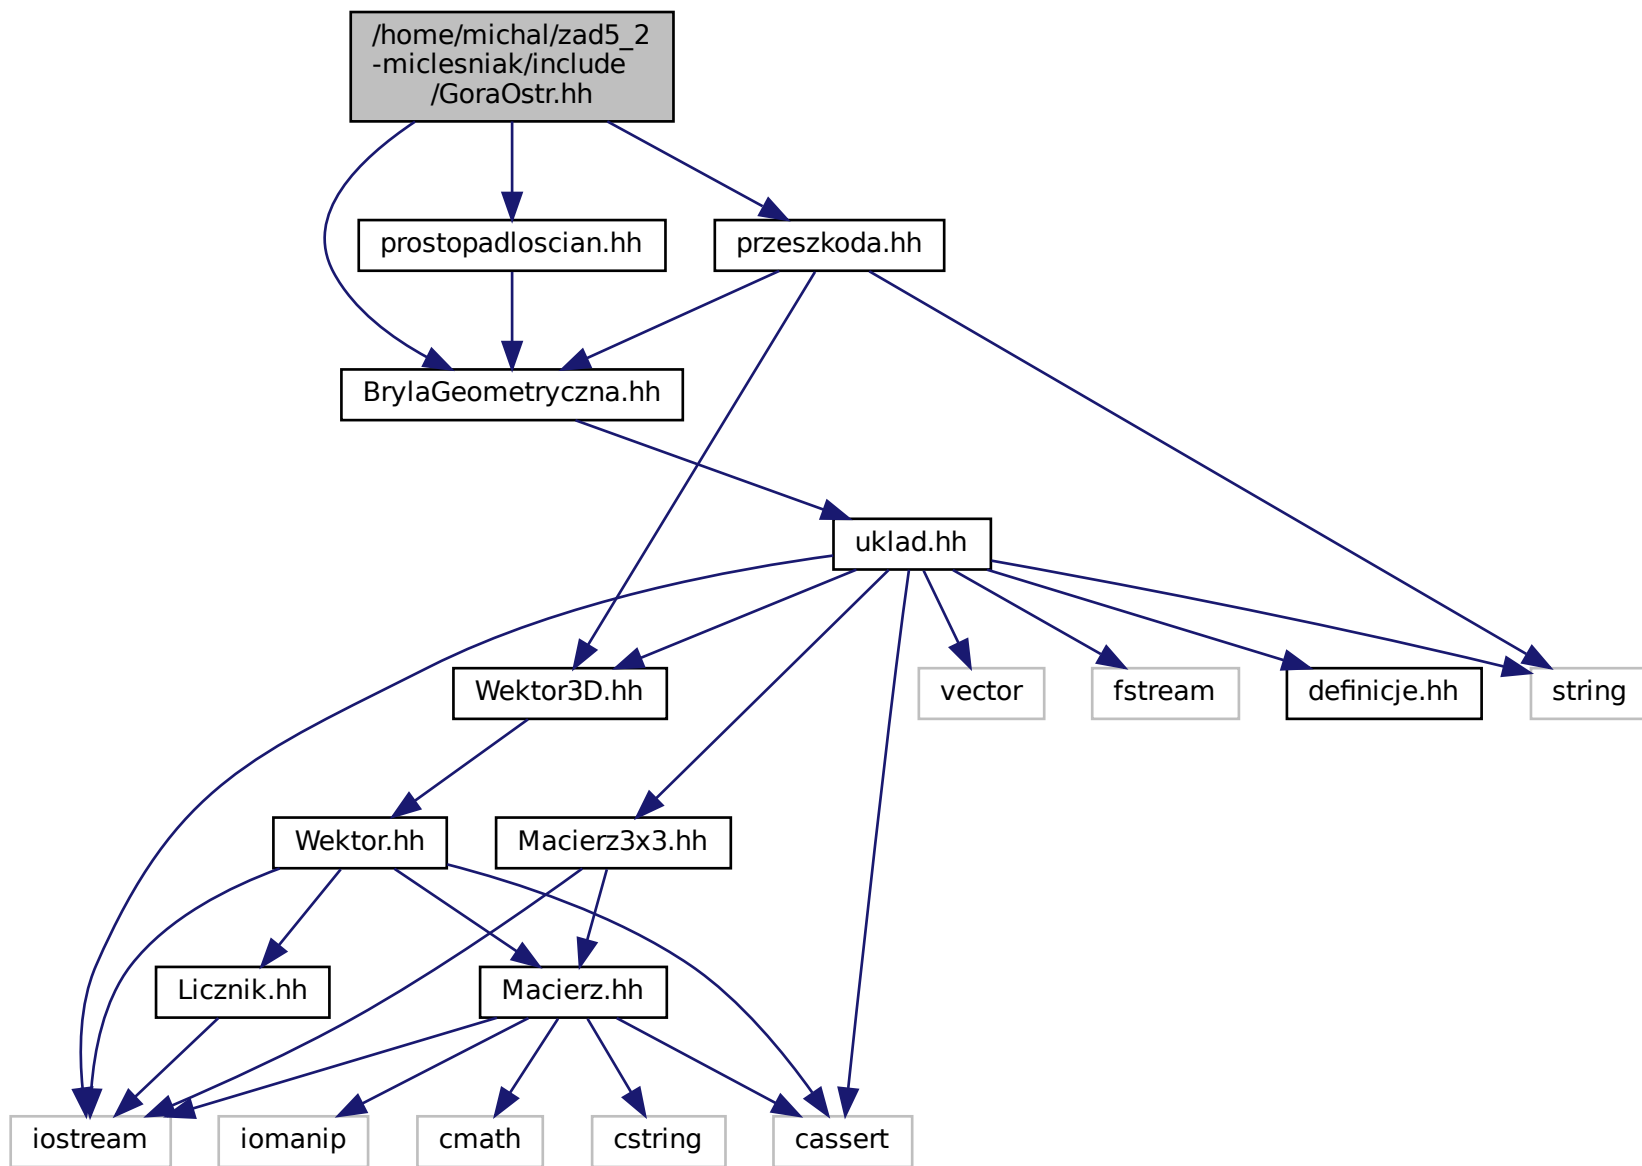 /home/michal/zad5_2
-miclesniak/include
/GoraOstr.hh
prostopadloscian.hh
przeszkoda.hh
BrylaGeometryczna.hh
uklad.hh
Wektor3D.hh
vector
fstream
definicje.hh
string
Wektor.hh
Macierz3x3.hh
Licznik.hh
Macierz.hh
iostream
iomanip
cmath
cstring
cassert